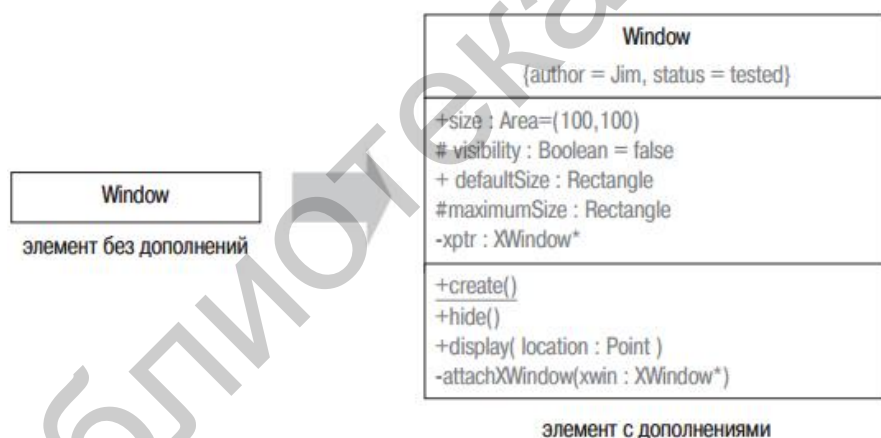 Window
элемент без дополнений
Window
{author = Jim, status = tested}
+size : Area=(100,100)
# visibility : Boolean = false
+ defaultSize : Rectangle
#maximumSize : Rectangle
-xptr : XWindow*
+create()
+hide()
+display( location : Point )
-attachXWindow(xwin : XWindow*)
элемент с дополнениями
блиотека